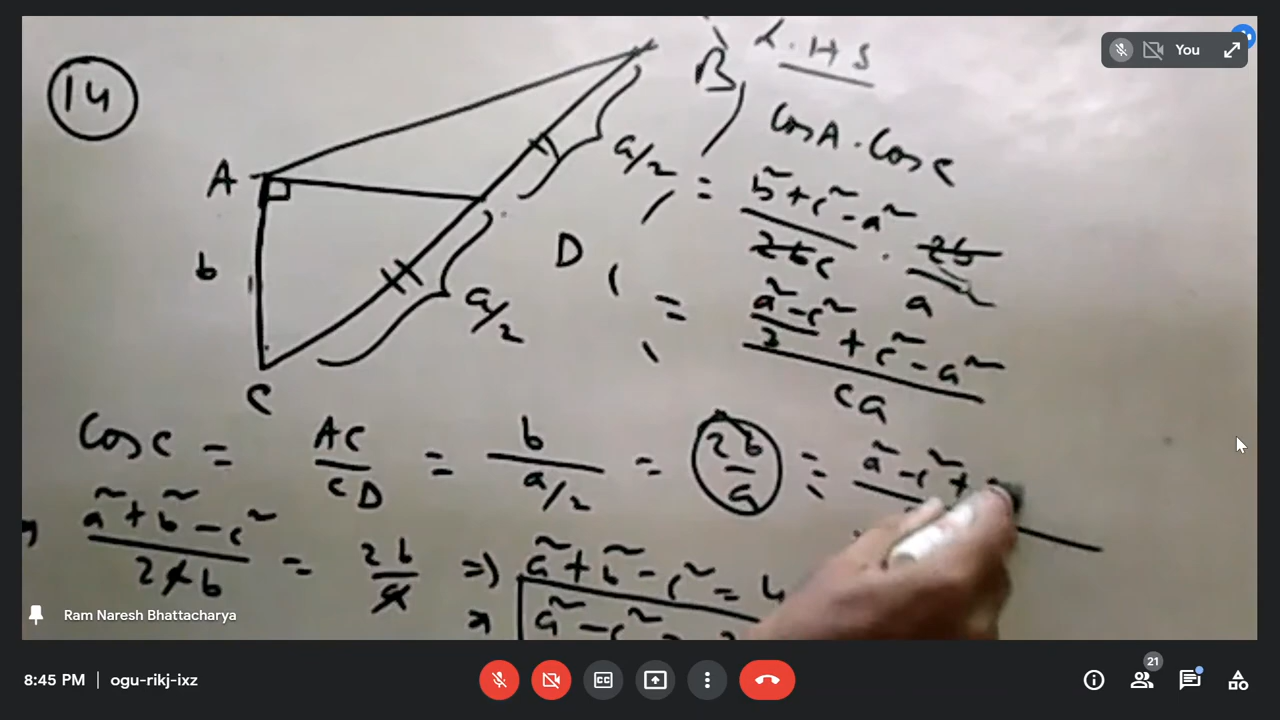 14
L.H.S
B
You
CosA . CosC
A
a/2
= b²+c²-a² / 2bc . 2b / a
b
D
a/2
= a²-c² / 3 + c²-a² / ca
C
CosC = AC / CD = b / a/2 = 2b / a
= a²-c²+
a²+b²-c² / 2ab = 2b / a => a²+b²-c² = 4
a²-c² =
Ram Naresh Bhattacharya
8:45 PM | ogu-rikj-ixz
21